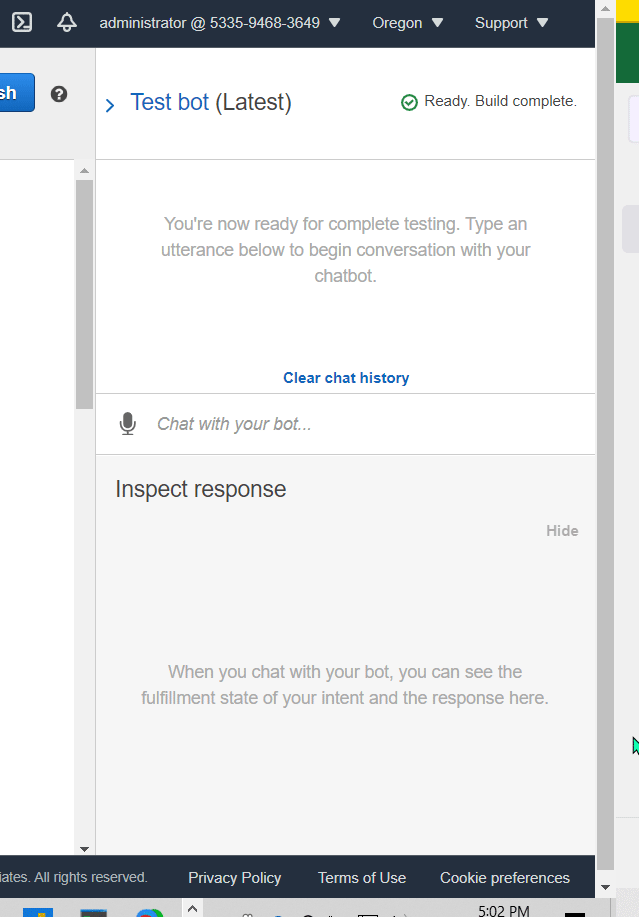 administrator @ 5335-9468-3649 Oregon Support
sh
Test bot (Latest) Ready. Build complete.
You're now ready for complete testing. Type an
utterance below to begin conversation with your
chatbot.
Clear chat history
Chat with your bot...
Inspect response
Hide
When you chat with your bot, you can see the
fulfillment state of your intent and the response here.
iates. All rights reserved. Privacy Policy Terms of Use Cookie preferences
5:02 PM